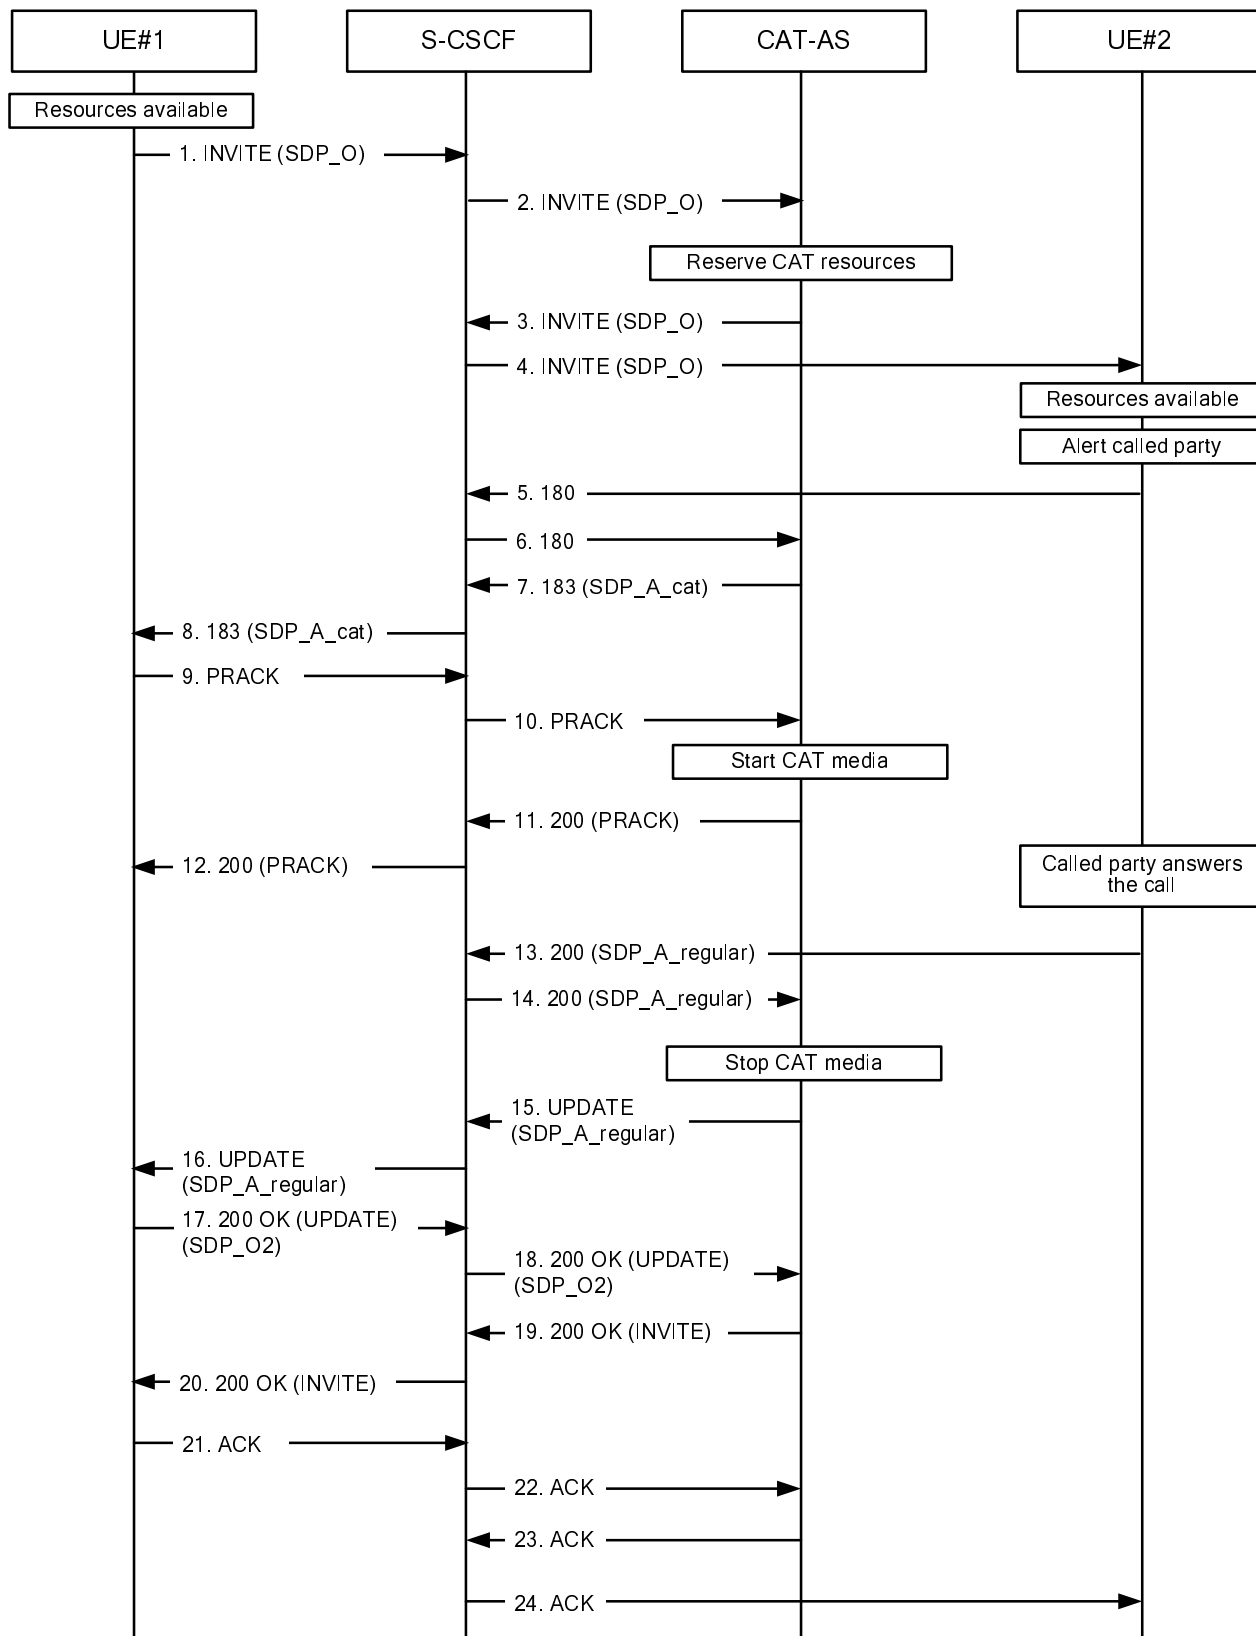 UE#1
S-CSCF
CAT-AS
UE#2
Resources available
1. INVITE (SDP_O)
2. INVITE (SDP_O)
Reserve CAT resources
3. INVITE (SDP_O)
4. INVITE (SDP_O)
Resources available
Alert called party
5. 180
6. 180
7. 183 (SDP_A_cat)
8. 183 (SDP_A_cat)
9. PRACK
10. PRACK
Start CAT media
11. 200 (PRACK)
12. 200 (PRACK)
Called party answers
the call
13. 200 (SDP_A_regular)
14. 200 (SDP_A_regular)
Stop CAT media
15. UPDATE
(SDP_A_regular)
16. UPDATE
(SDP_A_regular)
17. 200 OK (UPDATE)
(SDP_O2)
18. 200 OK (UPDATE)
(SDP_O2)
19. 200 OK (INVITE)
20. 200 OK (INVITE)
21. ACK
22. ACK
23. ACK
24. ACK